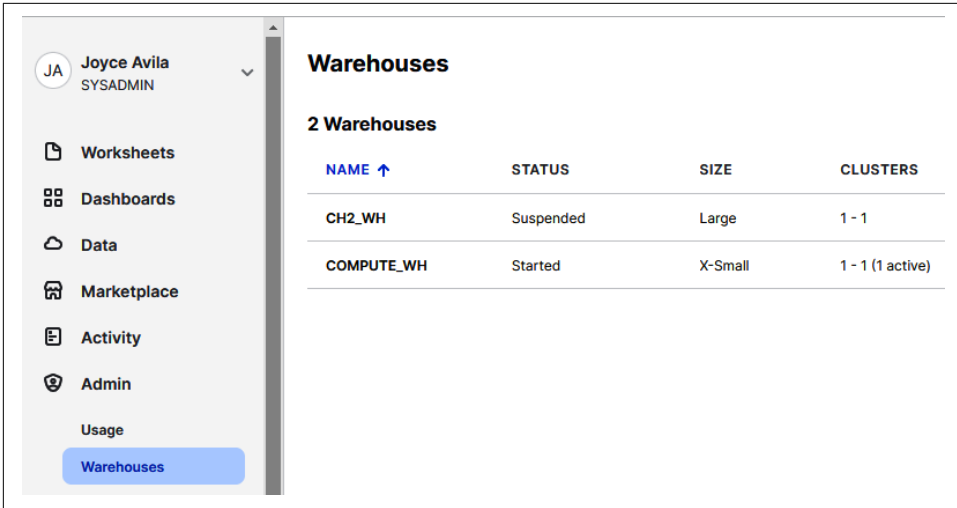 JA
Joyce Avila
SYSADMIN
Worksheets
Dashboards
Data
Marketplace
Activity
Admin
Usage
Warehouses
Warehouses
2 Warehouses
NAME ↑ STATUS SIZE CLUSTERS
CH2_WH Suspended Large 1 - 1
COMPUTE_WH Started X-Small 1 - 1 (1 active)